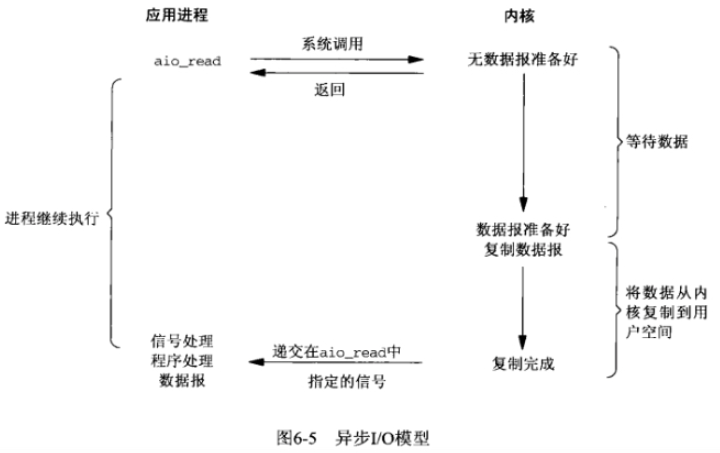 应用进程
内核
系统调用
aio_read
无数据报准备好
返回
等待数据
进程继续执行
数据报准备好
复制数据报
将数据从内
核复制到用
户空间
信号处理
程序处理
数据报
递交在aio_read中
指定的信号
复制完成
图6-5 异步I/O模型